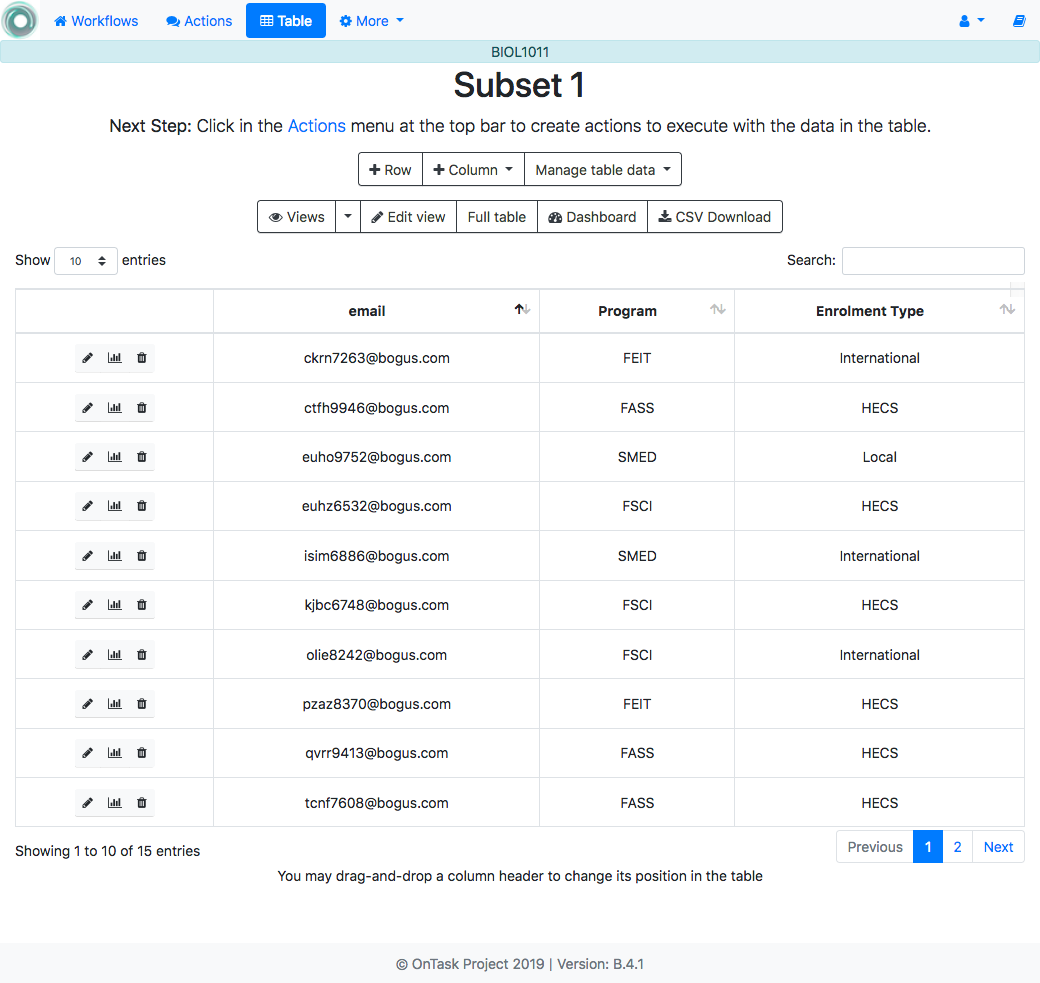 Workflows Actions Table More
BIOL1011
Subset 1
Next Step: Click in the Actions menu at the top bar to create actions to execute with the data in the table.
Row Column Manage table data
Views Edit view Full table Dashboard CSV Download
Show 10 entries Search:
email Program Enrolment Type
ckrn7263@bogus.com FEIT International
ctfh9946@bogus.com FASS HECS
euho9752@bogus.com SMED Local
euhz6532@bogus.com FSCI HECS
isim6886@bogus.com SMED International
kjbc6748@bogus.com FSCI HECS
olie8242@bogus.com FSCI International
pzaz8370@bogus.com FEIT HECS
qvrr9413@bogus.com FASS HECS
tcnf7608@bogus.com FASS HECS
Showing 1 to 10 of 15 entries Previous 1 2 Next
You may drag-and-drop a column header to change its position in the table
© OnTask Project 2019 | Version: B.4.1